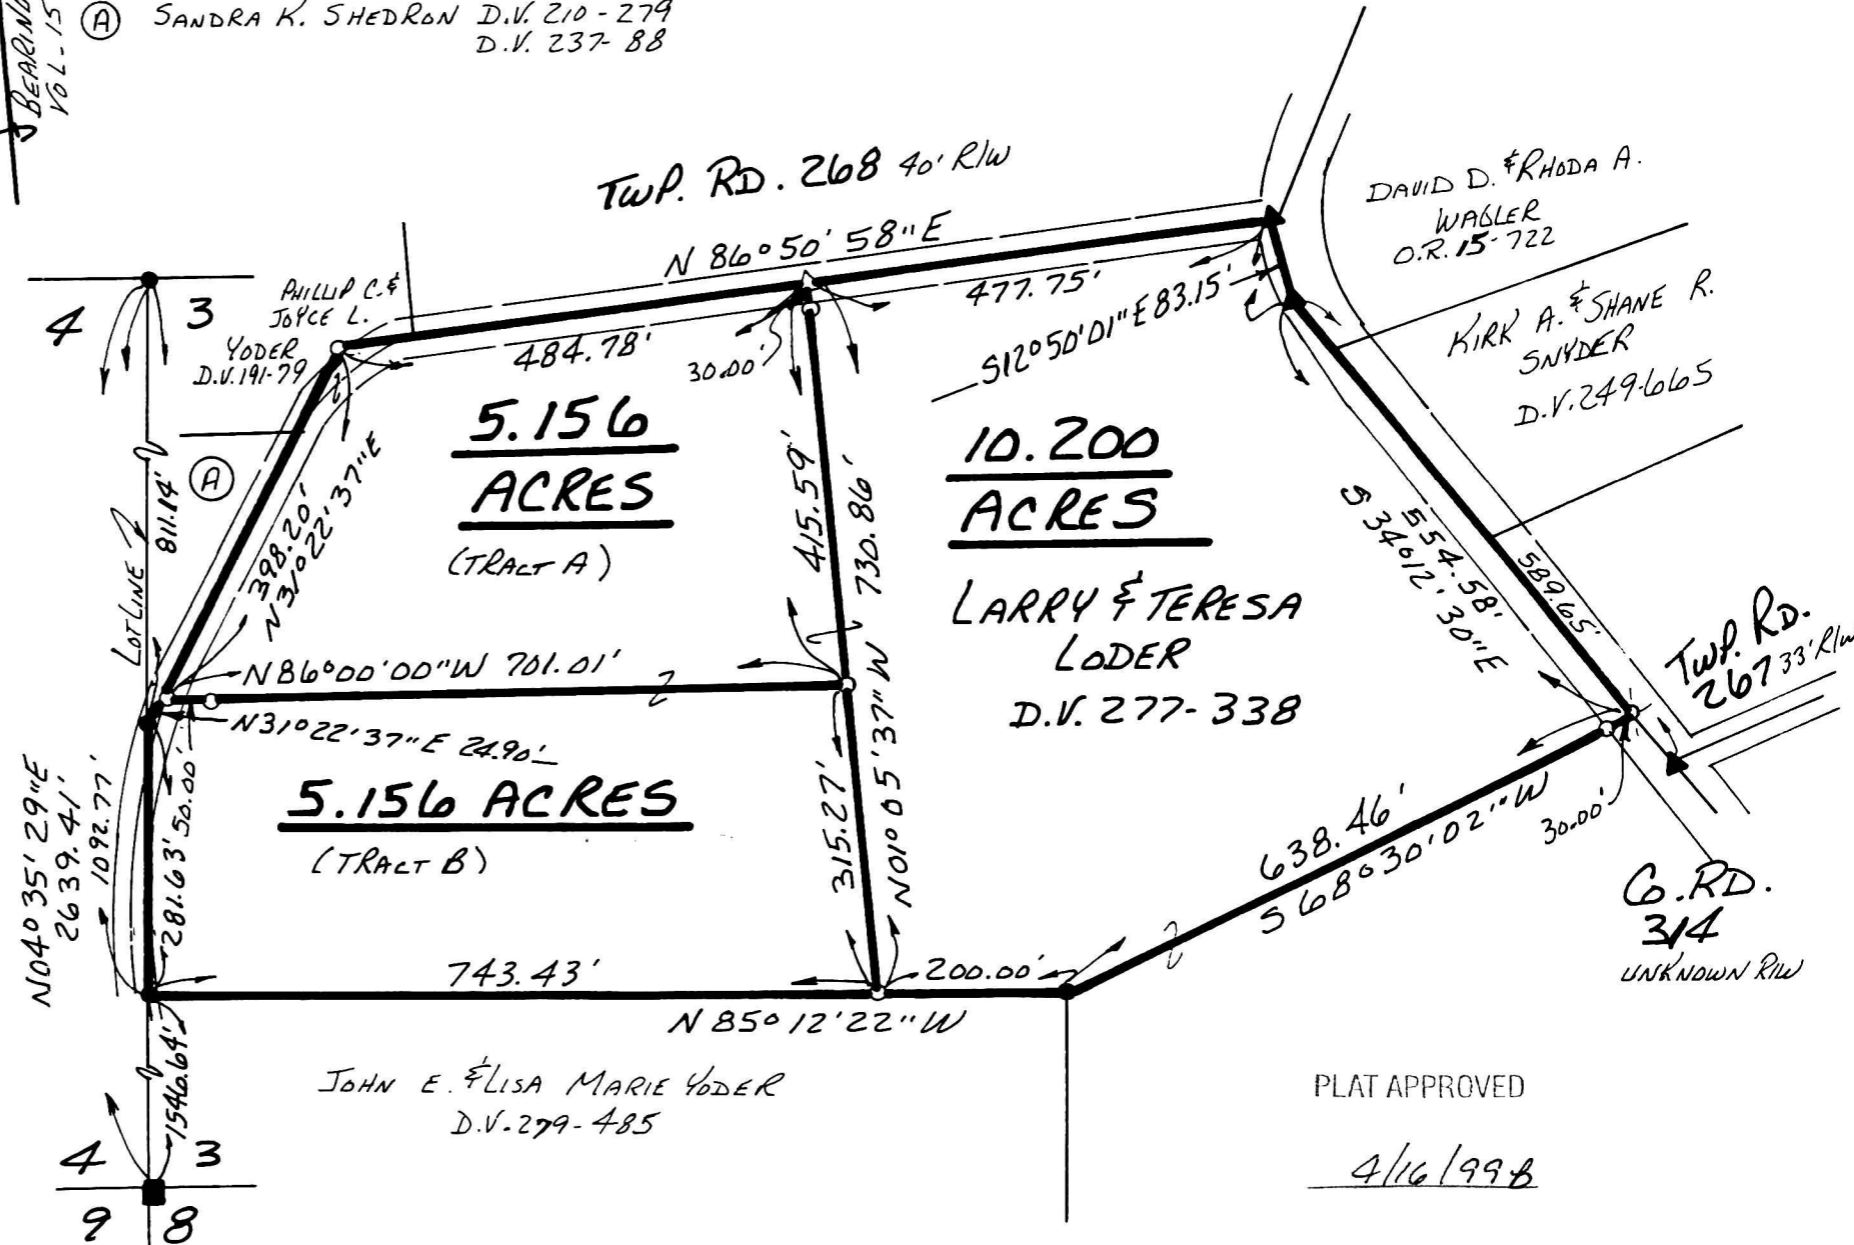 BEARING
VOL-15
(A) SANDRA K. SHEDRON D.V. 210-279
D.V. 237-88
TWP. RD. 268 40' R/W
N 86°50'58"E
484.78'
477.75'
30.00'
S12°50'01"E 83.15'
DAVID D. & RHODA A.
WAGLER
O.R. 15-722
KIRK A. & SHANE R.
SNYDER
D.V. 249-665
4 3
PHILLIP C. &
JOYCE L.
YODER
D.V. 191-79
(A)
811.14'
LOT LINE
398.20'
N31°22'37"E
5.156
ACRES
(TRACT A)
415.59'
730.86'
10.200
ACRES
LARRY & TERESA
LODER
D.V. 277-338
554.58'
S 34°12'30"E
589.65'
TWP. RD.
267 33' R/W
N86°00'00"W 701.01'
N31°22'37"E 24.90'
50.00'
281.63'
5.156 ACRES
(TRACT B)
315.27'
N01°05'37"W
N04°35'29"E
2639.41'
1092.77'
638.46'
S 68°30'02"W
30.00'
CO. RD.
314
UNKNOWN R/W
743.43'
200.00'
N 85°12'22"W
1546.64'
JOHN E. & LISA MARIE YODER
D.V. 279-485
PLAT APPROVED
4/16/99
4 3
9 8